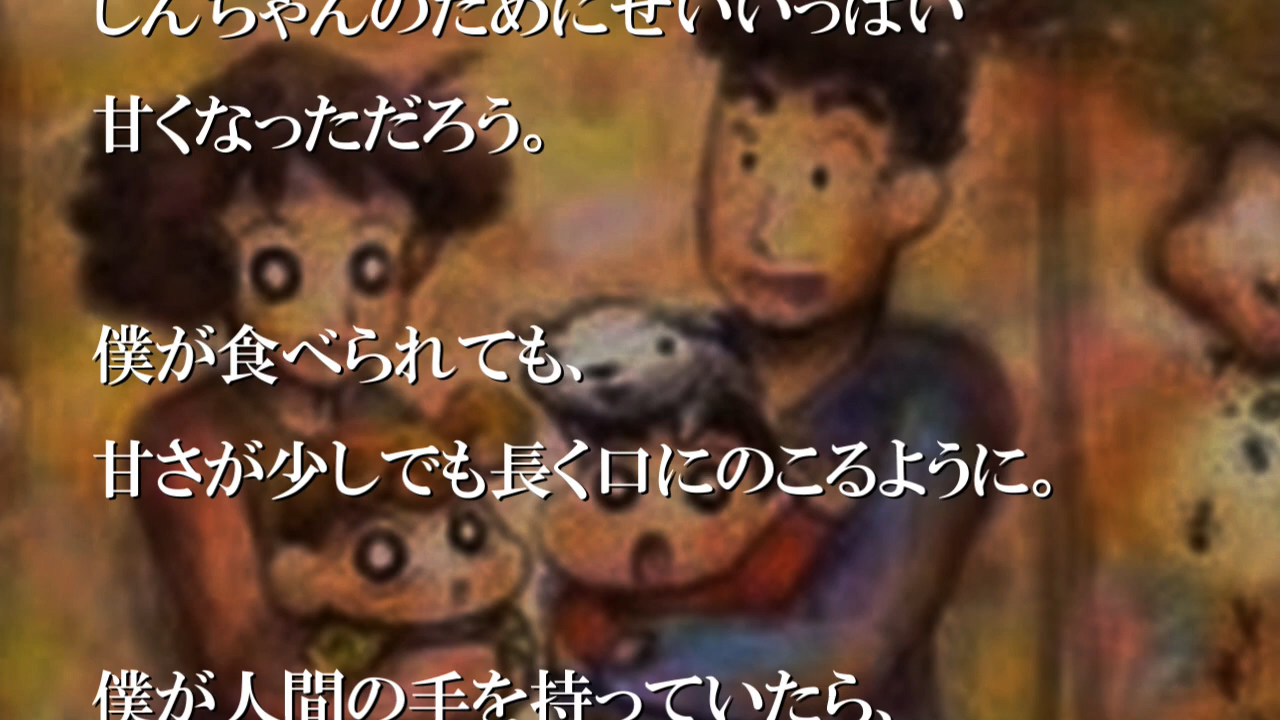 しんちゃんのためにせいいっぱい
甘くなっただろう。
僕が食べられても、
甘さが少しでも長く口にのこるように。
僕が人間の手を持っていたら、